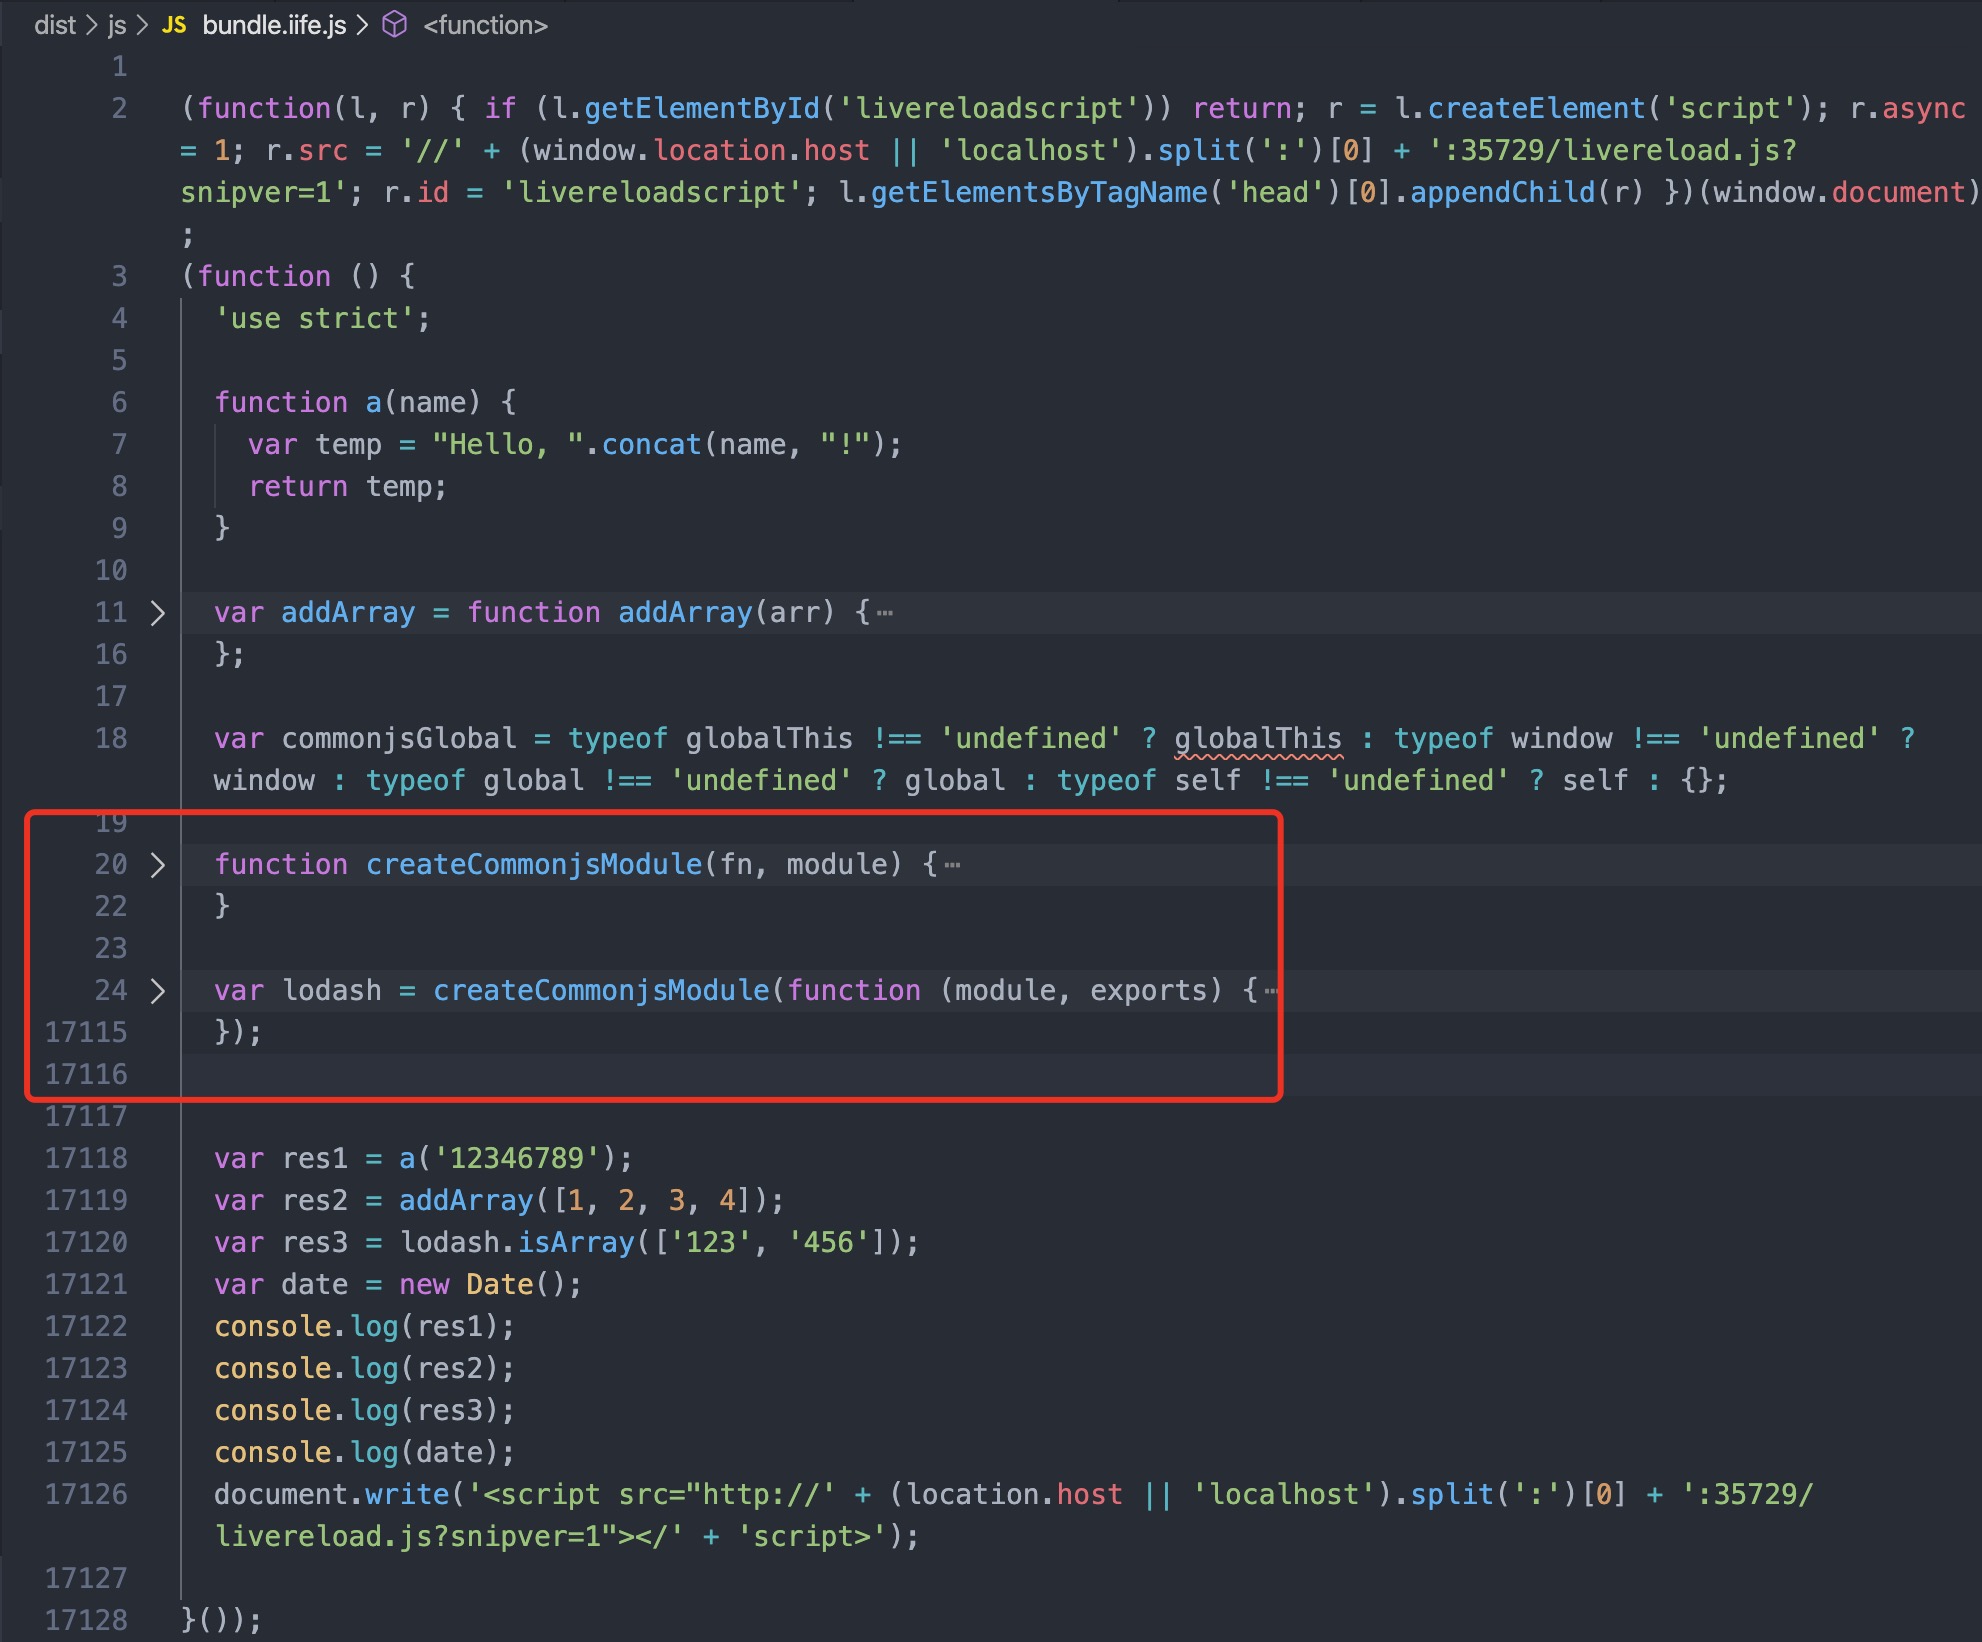 dist > js > JS bundle.iife.js > <function>
1
2 (function(l, r) { if (l.getElementById('livereloadscript')) return; r = l.createElement('script'); r.async
= 1; r.src = '//' + (window.location.host || 'localhost').split(':')[0] + ':35729/livereload.js?
snipver=1'; r.id = 'livereloadscript'; l.getElementsByTagName('head')[0].appendChild(r) })(window.document)
;
3 (function () {
4 'use strict';
5
6 function a(name) {
7 var temp = "Hello, ".concat(name, "!");
8 return temp;
9 }
10
11 > var addArray = function addArray(arr) {…
16 };
17
18 var commonjsGlobal = typeof globalThis !== 'undefined' ? globalThis : typeof window !== 'undefined' ?
window : typeof global !== 'undefined' ? global : typeof self !== 'undefined' ? self : {};
19
20 > function createCommonjsModule(fn, module) {…
22 }
23
24 > var lodash = createCommonjsModule(function (module, exports) {…
17115 });
17116
17117
17118 var res1 = a('12346789');
17119 var res2 = addArray([1, 2, 3, 4]);
17120 var res3 = lodash.isArray(['123', '456']);
17121 var date = new Date();
17122 console.log(res1);
17123 console.log(res2);
17124 console.log(res3);
17125 console.log(date);
17126 document.write('<script src="http://' + (location.host || 'localhost').split(':')[0] + ':35729/
livereload.js?snipver=1"></' + 'script>');
17127
17128 }());